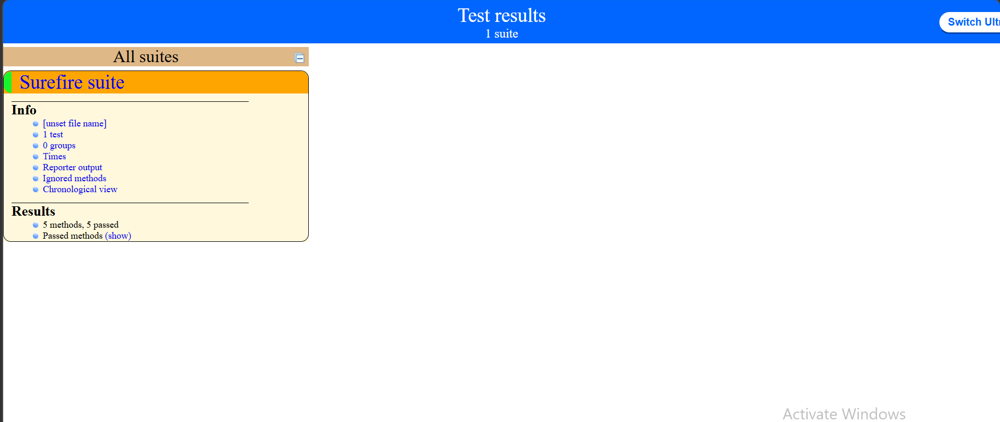 Test results
1 suite
Switch Ult
All suites
Surefire suite
Info
[unset file name]
1 test
0 groups
Times
Reporter output
Ignored methods
Chronological view
Results
5 methods, 5 passed
Passed methods (show)
Activate Windows